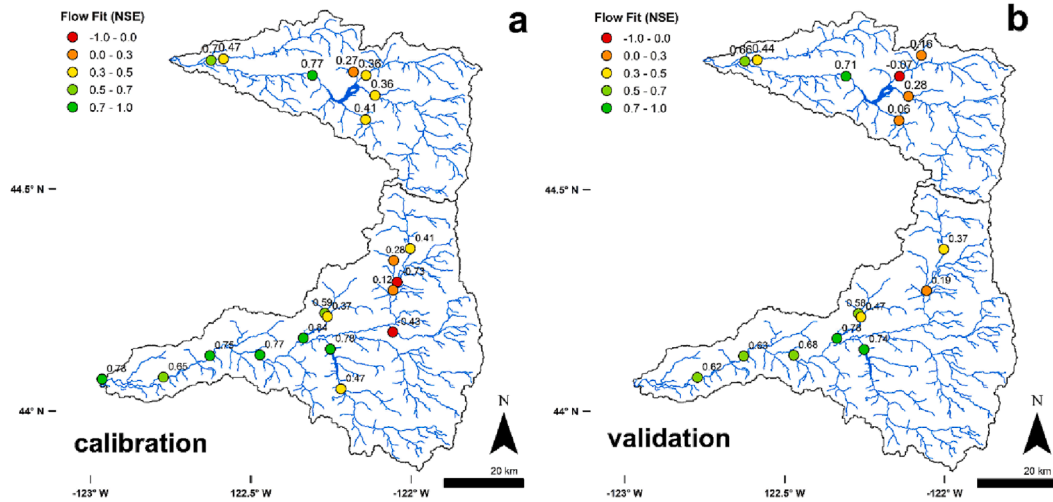 a
Flow Fit (NSE)
-1.0 - 0.0
0.0 - 0.3
0.3 - 0.5
0.5 - 0.7
0.7 - 1.0
0.70
0.47
0.77
0.27
0.36
0.36
0.41
44.5° N
0.41
0.28
-0.73
0.12
0.59
0.37
0.84
-0.43
0.78
0.75
0.77
0.65
0.78
0.47
44° N
calibration
N
20 km
-123° W
-122.5° W
-122° W
b
Flow Fit (NSE)
-1.0 - 0.0
0.0 - 0.3
0.3 - 0.5
0.5 - 0.7
0.7 - 1.0
0.66
0.44
0.71
0.16
-0.07
0.28
0.06
44.5° N
0.37
0.19
0.58
0.47
0.78
0.74
0.63
0.68
0.62
44° N
validation
N
20 km
-123° W
-122.5° W
-122° W